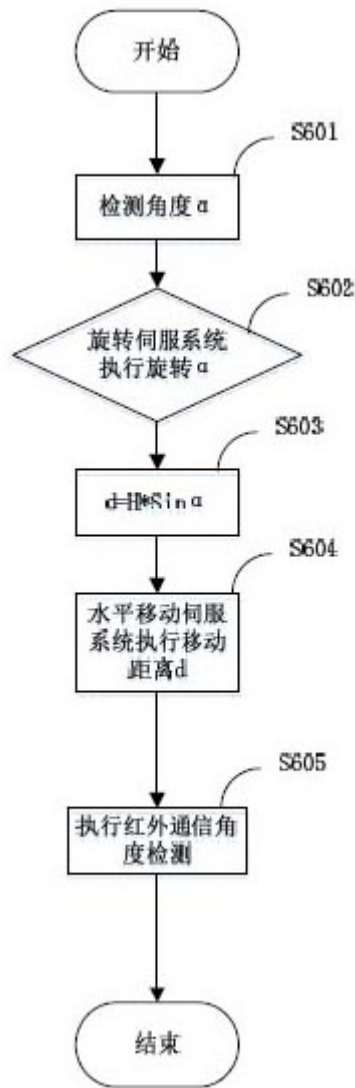 开始
S601
检测角度α
S602
旋转伺服系统
执行旋转α
S603
d=H*Sinα
S604
水平移动伺服
系统执行移动
距离d
S605
执行红外通信角
度检测
结束